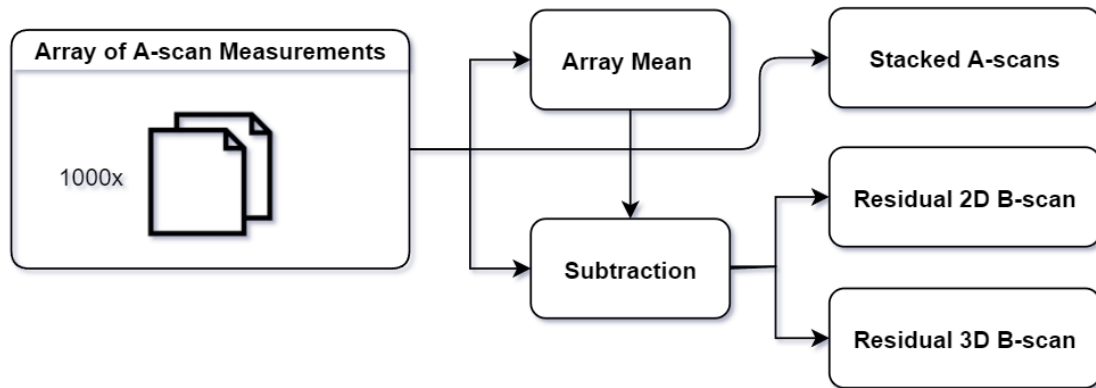 Array of A-scan Measurements
1000x
Array Mean
Subtraction
Stacked A-scans
Residual 2D B-scan
Residual 3D B-scan